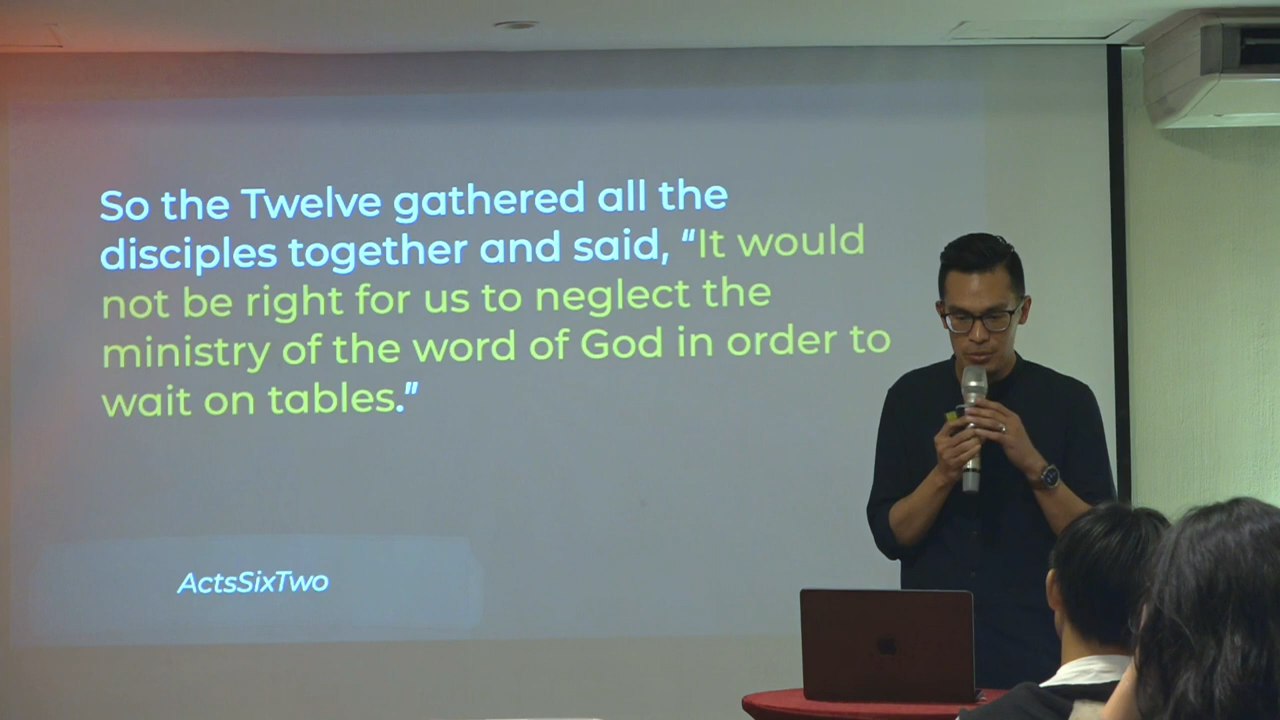 So the Twelve gathered all the
disciples together and said, “It would
not be right for us to neglect the
ministry of the word of God in order to
wait on tables.”
ActsSixTwo